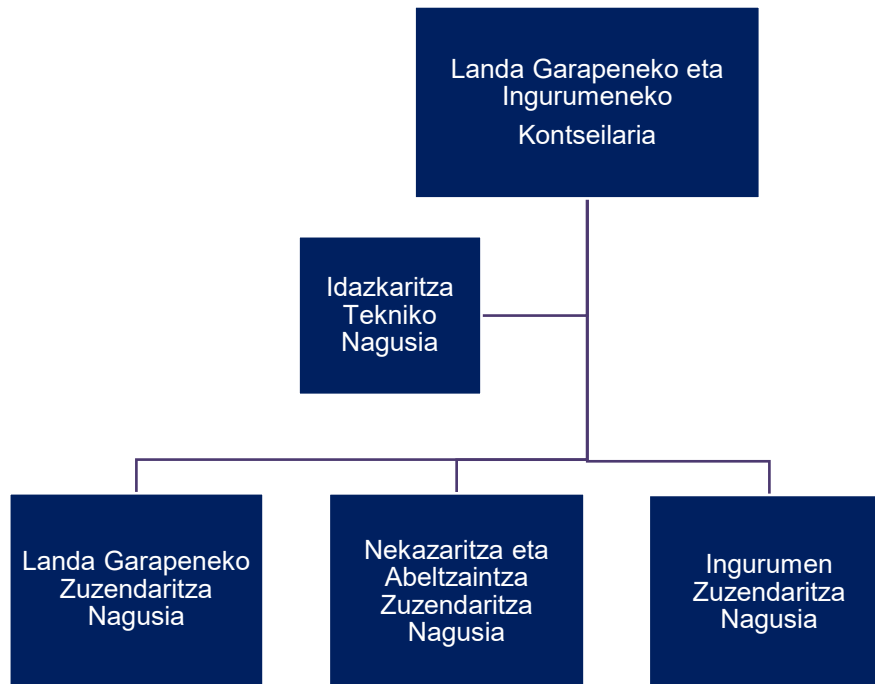 Landa Garapeneko eta
Ingurumeneko
Kontseilaria
Idazkaritza
Tekniko
Nagusia
Landa Garapeneko
Zuzendaritza
Nagusia
Nekazaritza eta
Abeltzaintza
Zuzendaritza
Nagusia
Ingurumen
Zuzendaritza
Nagusia